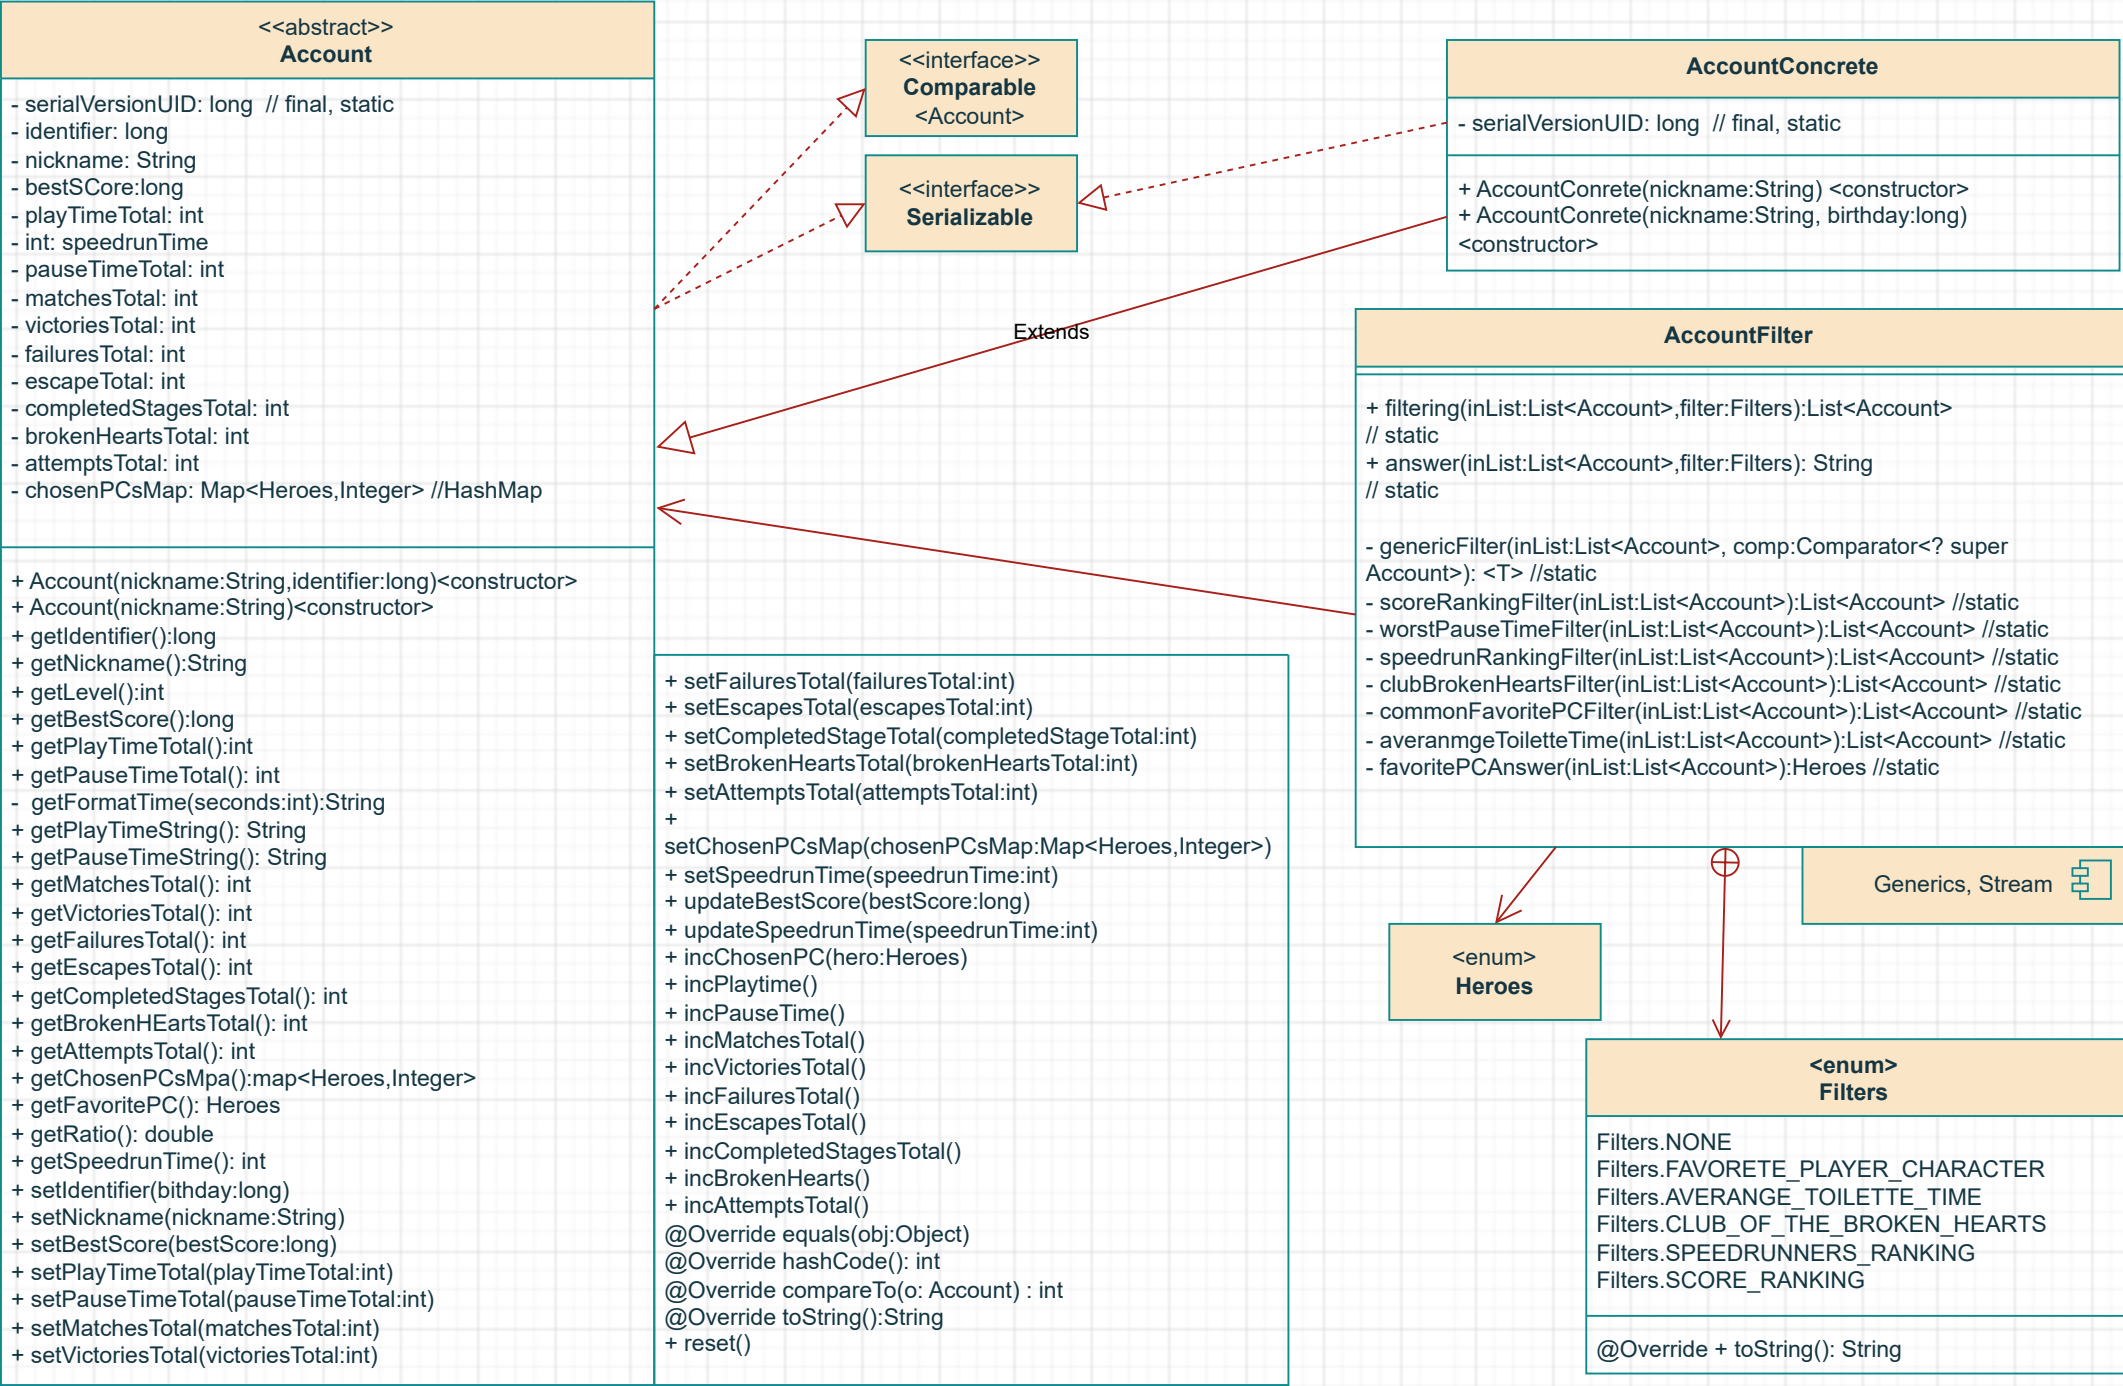 <<abstract>>
Account
- serialVersionUID: long  // final, static
- identifier: long
- nickname: String
- bestSCore:long
- playTimeTotal: int
- int: speedrunTime
- pauseTimeTotal: int
- matchesTotal: int
- victoriesTotal: int
- failuresTotal: int
- escapeTotal: int
- completedStagesTotal: int
- brokenHeartsTotal: int
- attemptsTotal: int
- chosenPCsMap: Map<Heroes,Integer> //HashMap
+ Account(nickname:String,identifier:long)<constructor>
+ Account(nickname:String)<constructor>
+ getIdentifier():long
+ getNickname():String
+ getLevel():int
+ getBestScore():long
+ getPlayTimeTotal():int
+ getPauseTimeTotal(): int
-  getFormatTime(seconds:int):String
+ getPlayTimeString(): String
+ getPauseTimeString(): String
+ getMatchesTotal(): int
+ getVictoriesTotal(): int
+ getFailuresTotal(): int
+ getEscapesTotal(): int
+ getCompletedStagesTotal(): int
+ getBrokenHEartsTotal(): int
+ getAttemptsTotal(): int
+ getChosenPCsMpa():map<Heroes,Integer>
+ getFavoritePC(): Heroes
+ getRatio(): double
+ getSpeedrunTime(): int
+ setIdentifier(bithday:long)
+ setNickname(nickname:String)
+ setBestScore(bestScore:long)
+ setPlayTimeTotal(playTimeTotal:int)
+ setPauseTimeTotal(pauseTimeTotal:int)
+ setMatchesTotal(matchesTotal:int)
+ setVictoriesTotal(victoriesTotal:int)
+ setFailuresTotal(failuresTotal:int)
+ setEscapesTotal(escapesTotal:int)
+ setCompletedStageTotal(completedStageTotal:int)
+ setBrokenHeartsTotal(brokenHeartsTotal:int)
+ setAttemptsTotal(attemptsTotal:int)
+
setChosenPCsMap(chosenPCsMap:Map<Heroes,Integer>)
+ setSpeedrunTime(speedrunTime:int)
+ updateBestScore(bestScore:long)
+ updateSpeedrunTime(speedrunTime:int)
+ incChosenPC(hero:Heroes)
+ incPlaytime()
+ incPauseTime()
+ incMatchesTotal()
+ incVictoriesTotal()
+ incFailuresTotal()
+ incEscapesTotal()
+ incCompletedStagesTotal()
+ incBrokenHearts()
+ incAttemptsTotal()
@Override equals(obj:Object)
@Override hashCode(): int
@Override compareTo(o: Account) : int
@Override toString():String
+ reset()
<<interface>>
Comparable
<Account>
<<interface>>
Serializable
Extends
AccountConcrete
- serialVersionUID: long  // final, static
+ AccountConrete(nickname:String) <constructor>
+ AccountConrete(nickname:String, birthday:long)
<constructor>
AccountFilter
+ filtering(inList:List<Account>,filter:Filters):List<Account>
// static
+ answer(inList:List<Account>,filter:Filters): String
// static
- genericFilter(inList:List<Account>, comp:Comparator<? super
Account>): <T> //static
- scoreRankingFilter(inList:List<Account>):List<Account> //static
- worstPauseTimeFilter(inList:List<Account>):List<Account> //static
- speedrunRankingFilter(inList:List<Account>):List<Account> //static
- clubBrokenHeartsFilter(inList:List<Account>):List<Account> //static
- commonFavoritePCFilter(inList:List<Account>):List<Account> //static
- averanmgeToiletteTime(inList:List<Account>):List<Account> //static
- favoritePCAnswer(inList:List<Account>):Heroes //static
Generics, Stream
<enum>
Heroes
<enum>
Filters
Filters.NONE
Filters.FAVORETE_PLAYER_CHARACTER
Filters.AVERANGE_TOILETTE_TIME
Filters.CLUB_OF_THE_BROKEN_HEARTS
Filters.SPEEDRUNNERS_RANKING
Filters.SCORE_RANKING
@Override + toString(): String